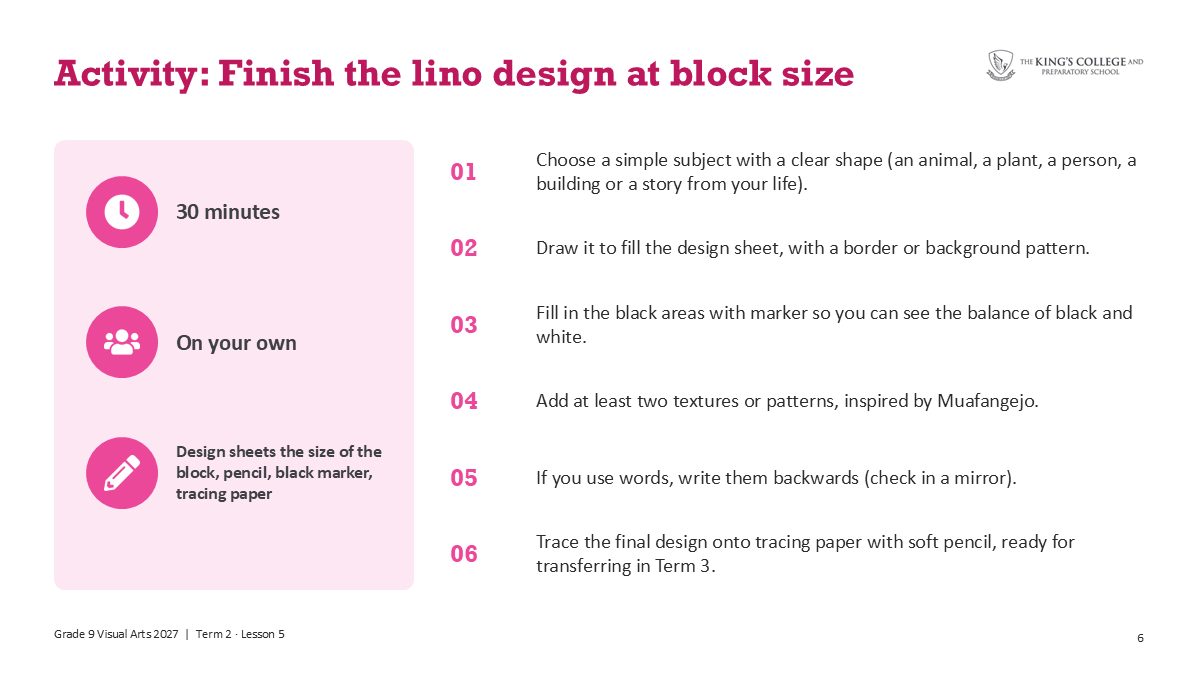 Activity: Finish the lino design at block size
THE KING'S COLLEGE AND
PREPARATORY SCHOOL
30 minutes
On your own
Design sheets the size of the
block, pencil, black marker,
tracing paper
01
Choose a simple subject with a clear shape (an animal, a plant, a person, a
building or a story from your life).
02
Draw it to fill the design sheet, with a border or background pattern.
03
Fill in the black areas with marker so you can see the balance of black and
white.
04
Add at least two textures or patterns, inspired by Muafangejo.
05
If you use words, write them backwards (check in a mirror).
06
Trace the final design onto tracing paper with soft pencil, ready for
transferring in Term 3.
Grade 9 Visual Arts 2027 | Term 2 · Lesson 5
6